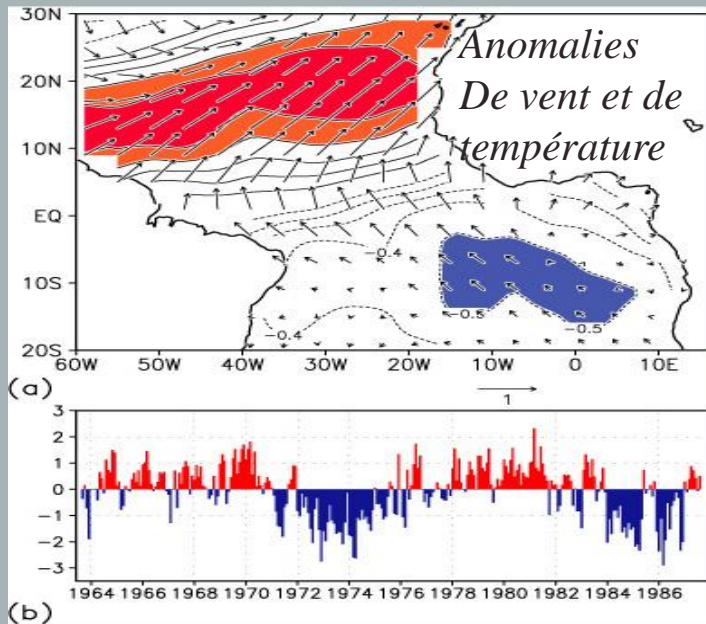 30N
Anomalies
De vent et de
température
20N
10N
EQ
-0.4
10S
-0.4
-0.5
-0.5
20S
60W 50W 40W 30W 20W 10W 0 10E
(a)
1
3
2
1
0
-1
-2
-3
1964 1966 1968 1970 1972 1974 1976 1978 1980 1982 1984 1986
(b)